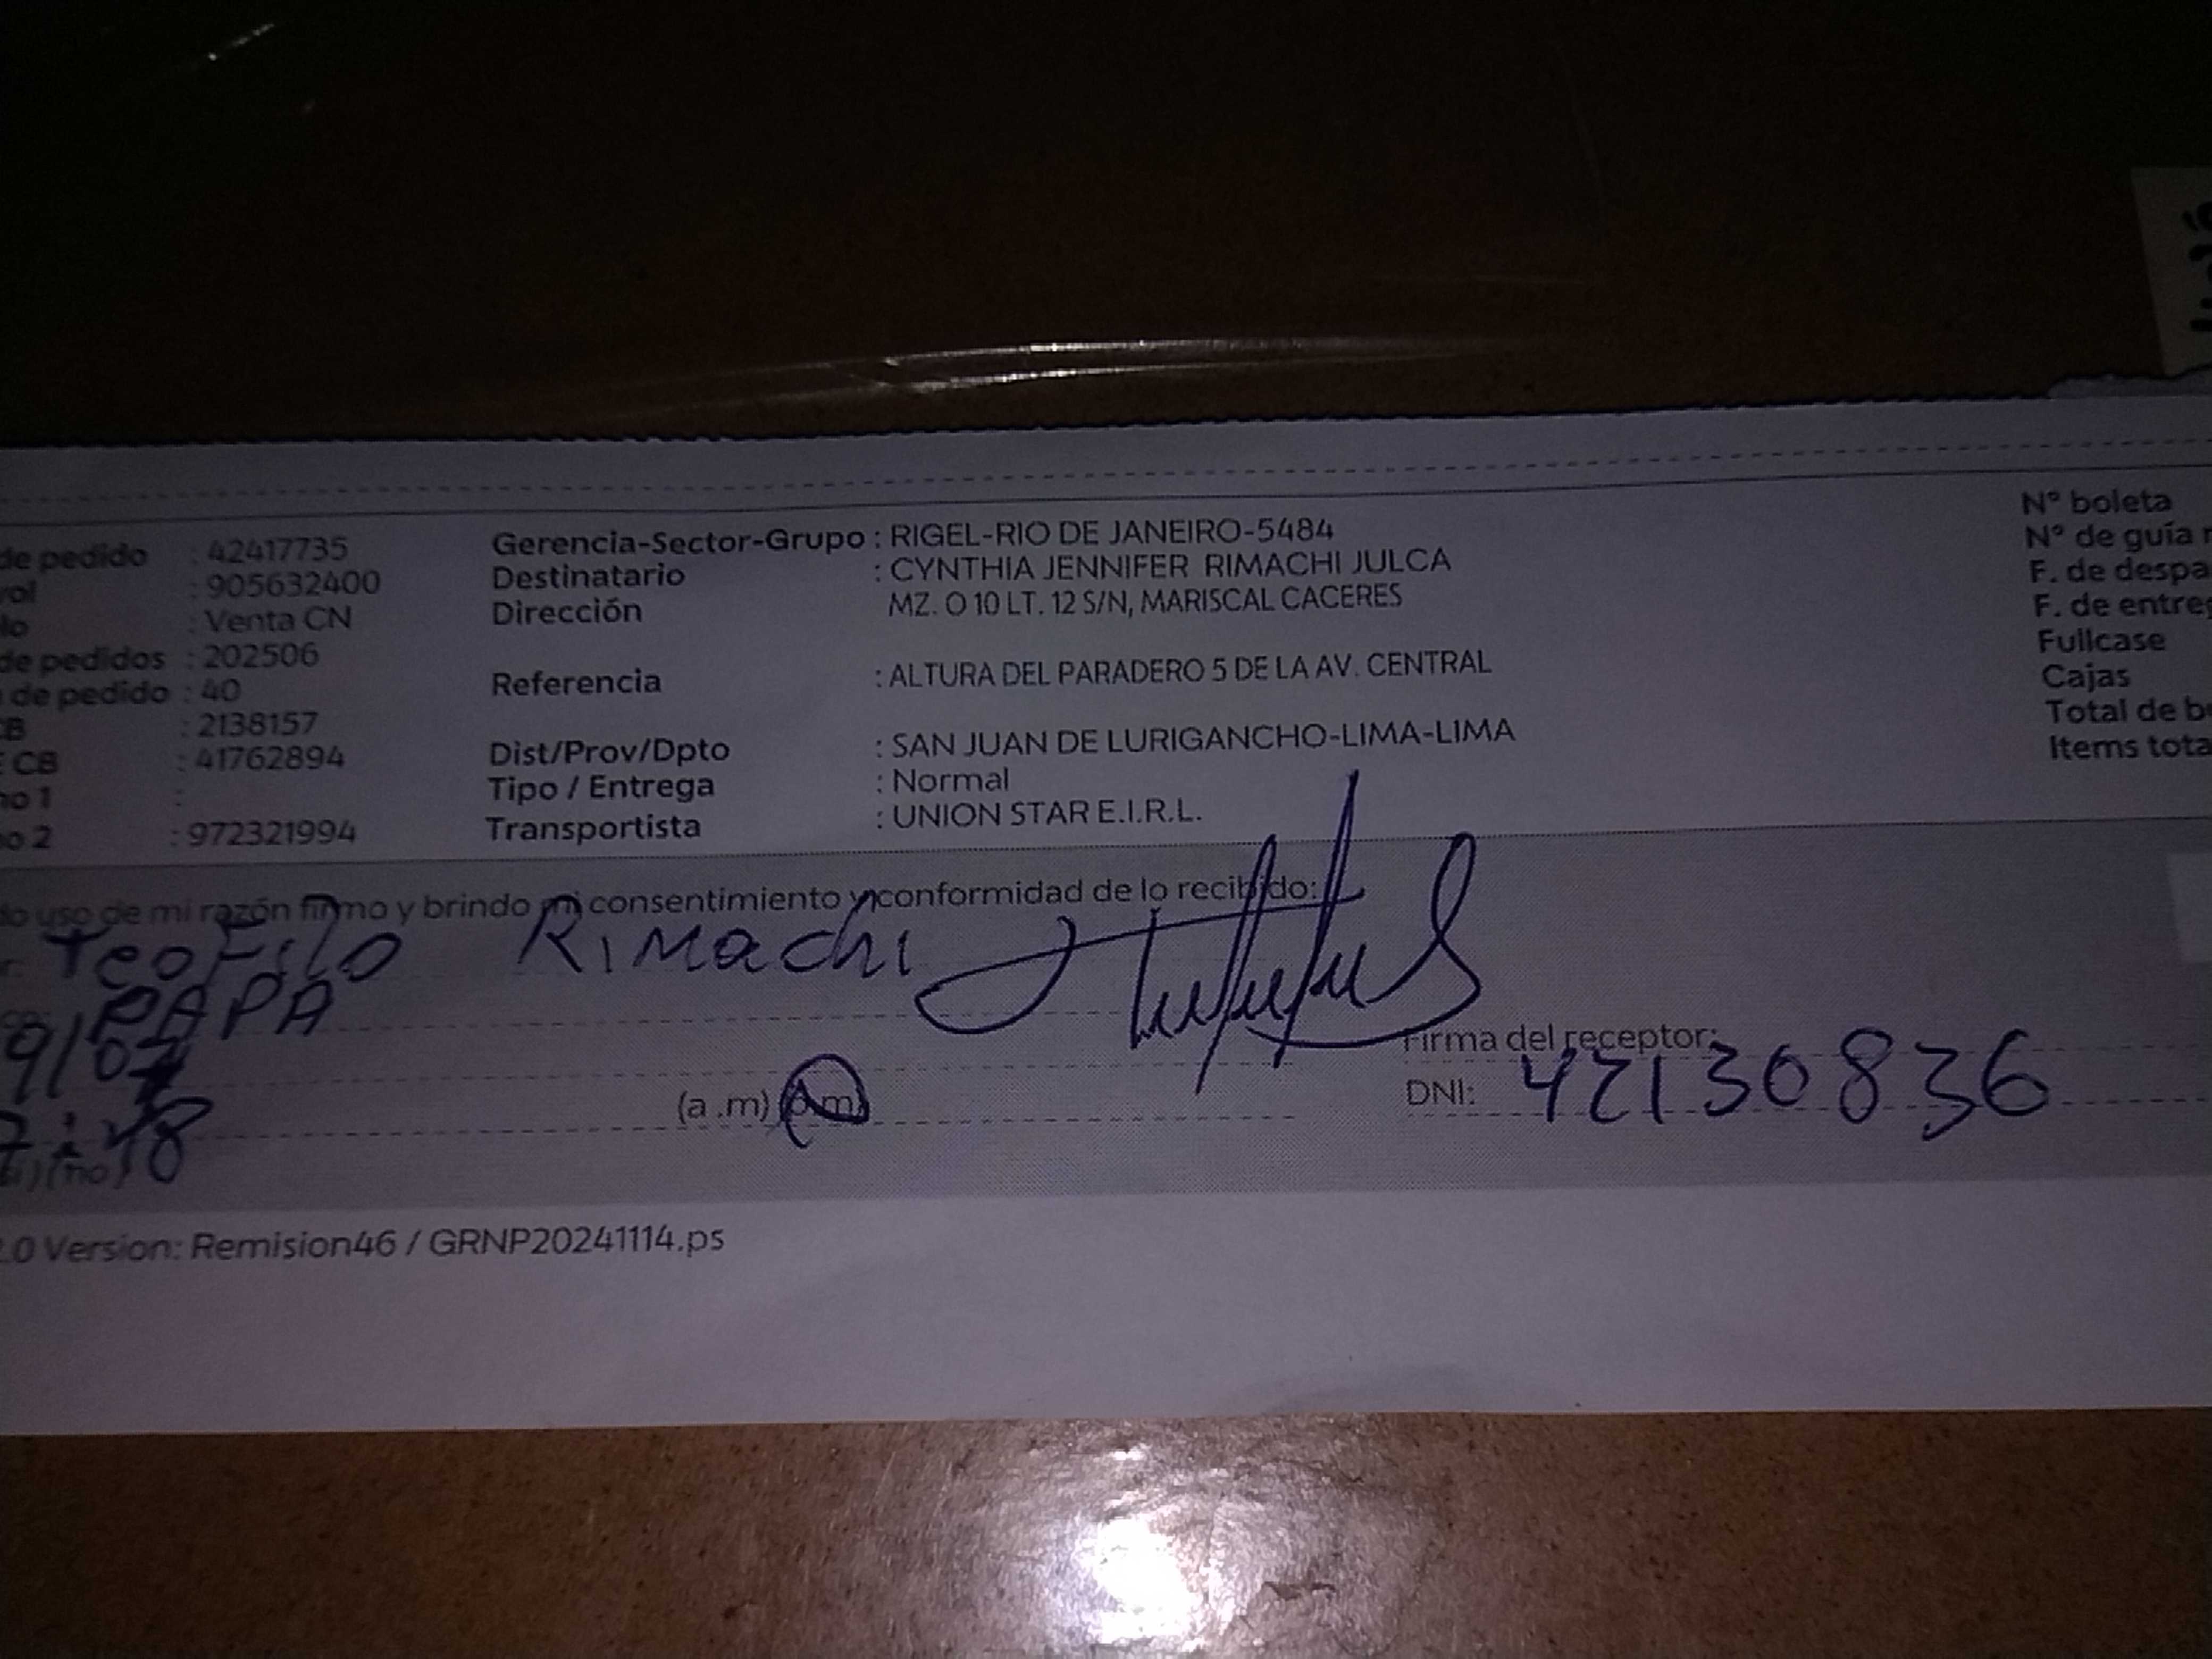 de pedido : 42417735
rol : 905632400
lo : Venta CN
de pedidos : 202506
de pedido : 40
CB : 2138157
CB : 41762894
no 1 :
no 2 : 972321994
Gerencia-Sector-Grupo : RIGEL-RIO DE JANEIRO-5484
Destinatario : CYNTHIA JENNIFER RIMACHI JULCA
Dirección MZ. O 10 LT. 12 S/N, MARISCAL CACERES
Referencia : ALTURA DEL PARADERO 5 DE LA AV. CENTRAL
Dist/Prov/Dpto : SAN JUAN DE LURIGANCHO-LIMA-LIMA
Tipo / Entrega : Normal
Transportista : UNION STAR E.I.R.L.
N° boleta
N° de guía r
F. de despa
F. de entreg
Fullcase
Cajas
Total de bu
Items tota
do uso de mi razón firmo y brindo mi consentimiento y conformidad de lo recibido:
Teofilo Rimachi
PAPA
Firma del receptor:
(a.m) (p.m)
DNI: 42130836
(no)
.0 Version: Remision46 / GRNP20241114.ps